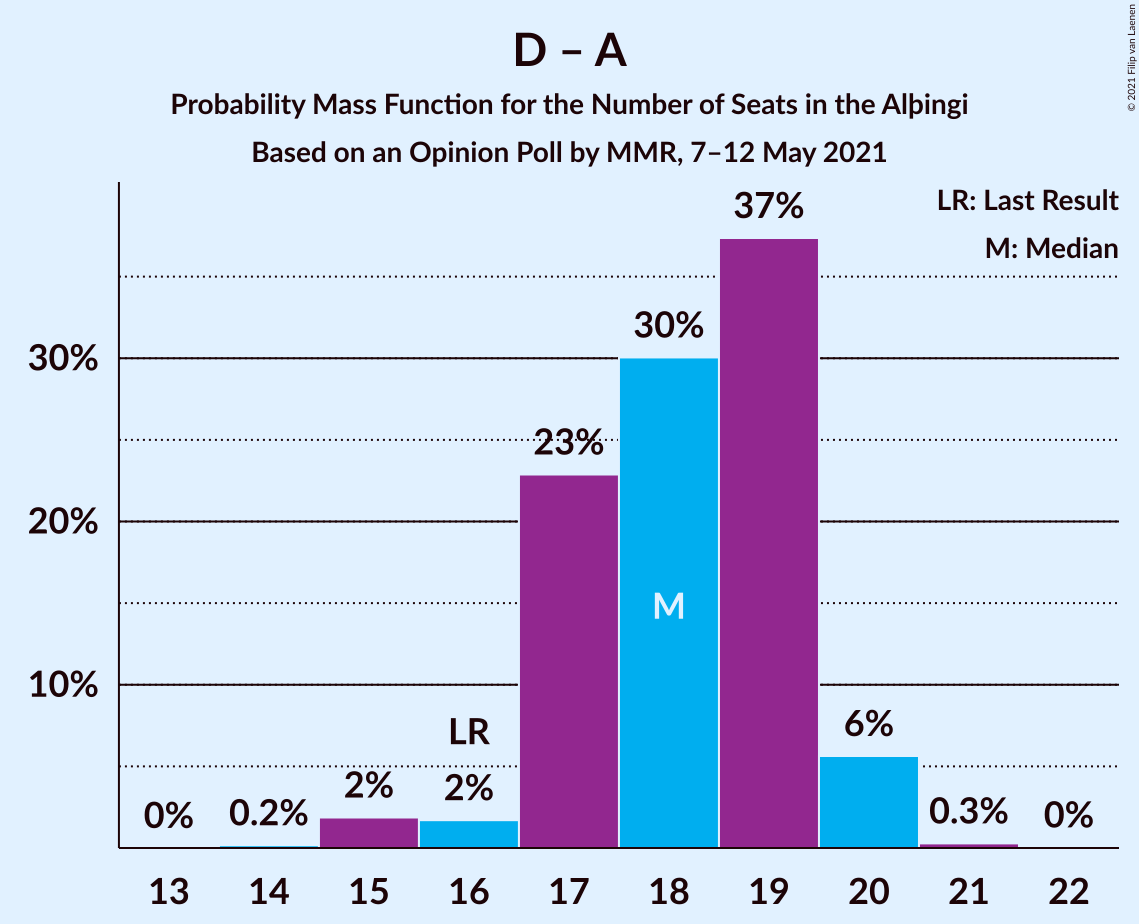 D – A
Probability Mass Function for the Number of Seats in the Alþingi
Based on an Opinion Poll by MMR, 7–12 May 2021
© 2021 Filip van Laenen
LR: Last Result
M: Median
37%
30%
30%
23%
20%
M
10%
LR
6%
2%
2%
0%
0.2%
0.3%
0%
13 14 15 16 17 18 19 20 21 22